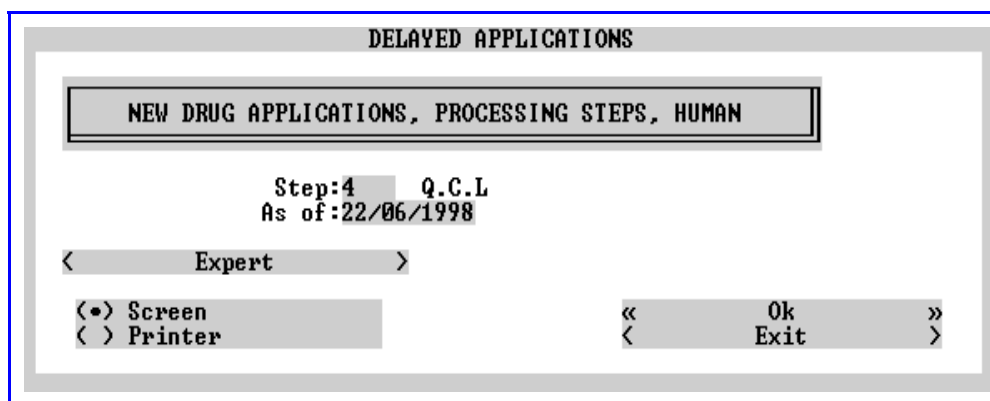 DELAYED APPLICATIONS
NEW DRUG APPLICATIONS, PROCESSING STEPS, HUMAN
Step:4 Q.C.L
As of:22/06/1998
< Expert >
(•) Screen
( ) Printer
« Ok »
< Exit >